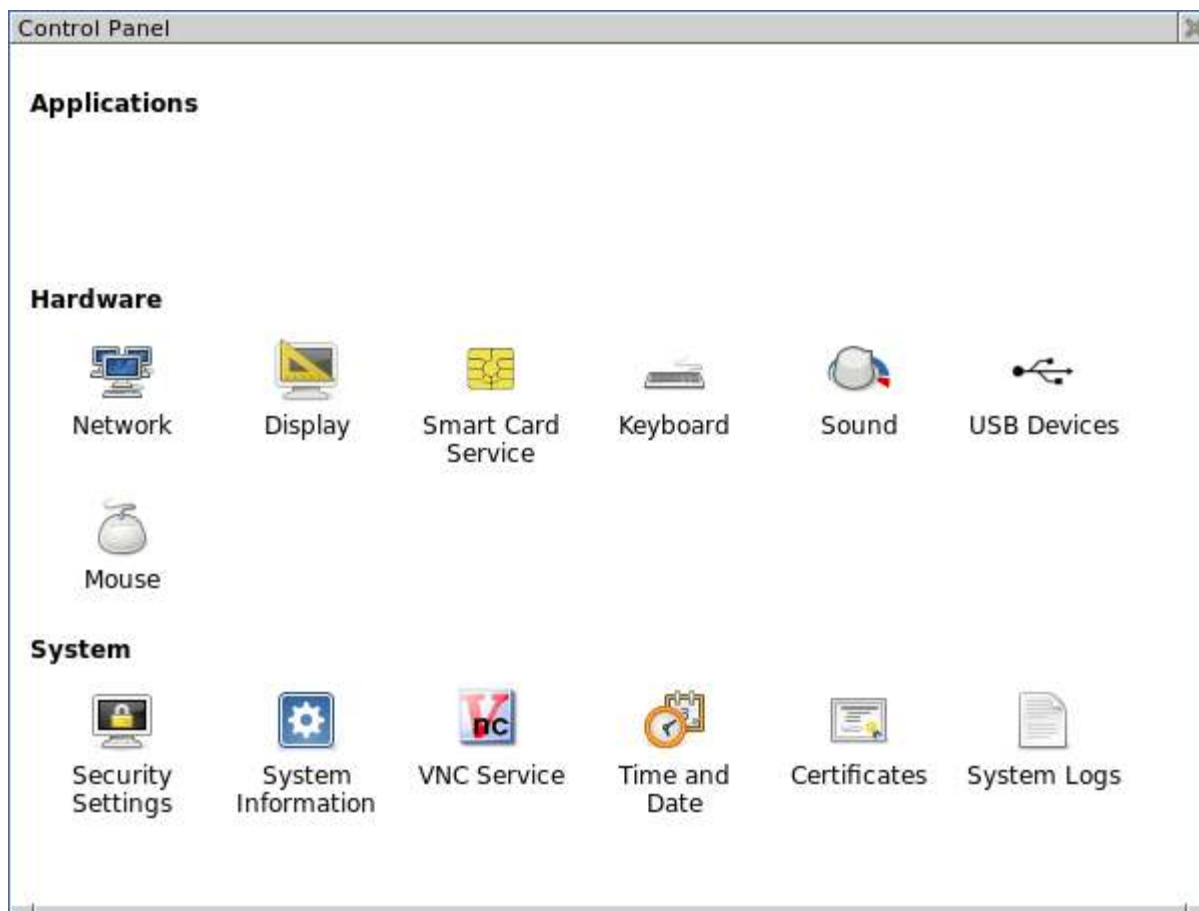 Control Panel
Applications
Hardware
Network Display Smart Card Service Keyboard Sound USB Devices
Mouse
System
Security Settings System Information VNC Service Time and Date Certificates System Logs